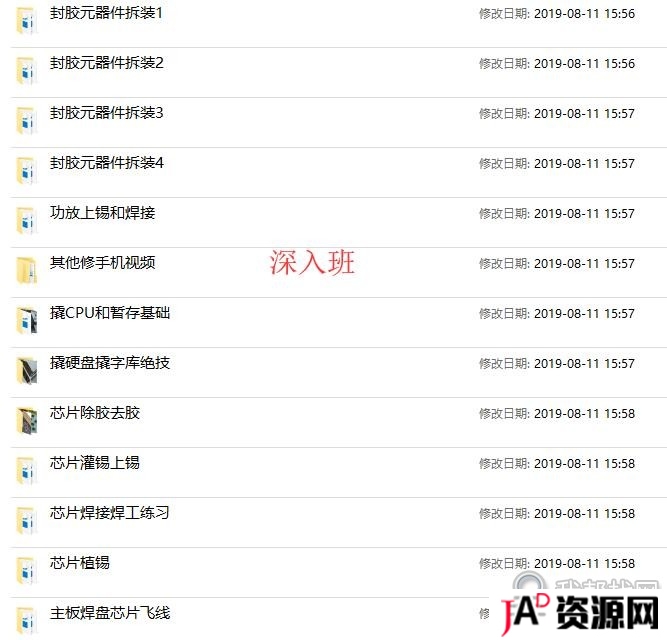 封胶元器件拆装1 修改日期: 2019-08-11 15:56
封胶元器件拆装2 修改日期: 2019-08-11 15:56
封胶元器件拆装3 修改日期: 2019-08-11 15:57
封胶元器件拆装4 修改日期: 2019-08-11 15:57
功放上锡和焊接 修改日期: 2019-08-11 15:57
其他修手机视频 深入班 修改日期: 2019-08-11 15:57
撬CPU和暂存基础 修改日期: 2019-08-11 15:57
撬硬盘撬字库绝技 修改日期: 2019-08-11 15:57
芯片除胶去胶 修改日期: 2019-08-11 15:58
芯片灌锡上锡 修改日期: 2019-08-11 15:58
芯片焊接焊工练习 修改日期: 2019-08-11 15:58
芯片植锡 修改日期: 2019-08-11 15:58
主板焊盘芯片飞线
JAD资源网